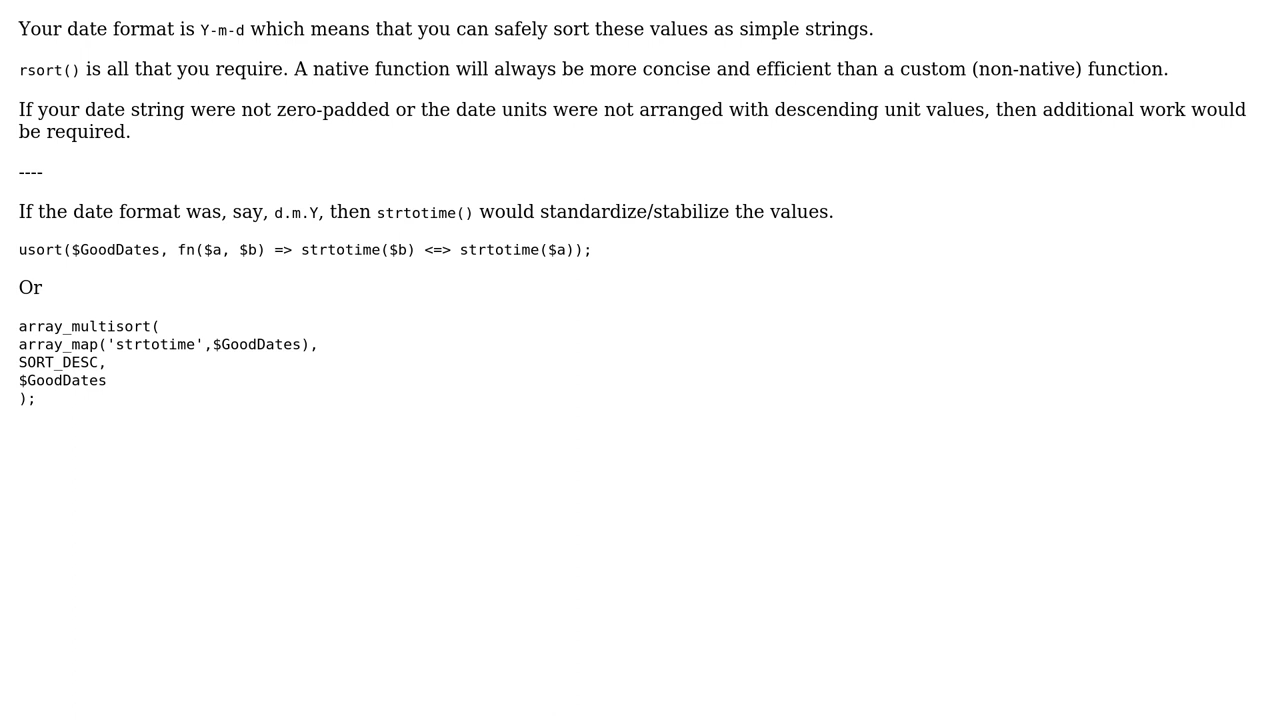 Your date format is Y-m-d which means that you can safely sort these values as simple strings.
rsort() is all that you require. A native function will always be more concise and efficient than a custom (non-native) function.
If your date string were not zero-padded or the date units were not arranged with descending unit values, then additional work would
be required.
----
If the date format was, say, d.m.Y, then strtotime() would standardize/stabilize the values.
usort($GoodDates, fn($a, $b) => strtotime($b) <=> strtotime($a));
Or
array_multisort(
array_map('strtotime',$GoodDates),
SORT_DESC,
$GoodDates
);